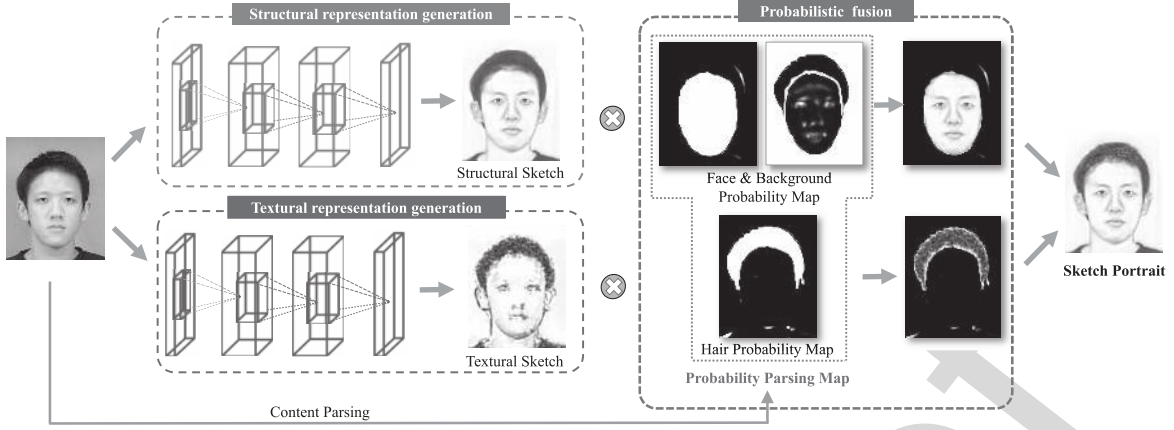 Structural representation generation
Probabilistic fusion
Structural Sketch
Face & Background
Probability Map
Textural representation generation
Sketch Portrait
Textural Sketch
Hair Probability Map
Probability Parsing Map
Content Parsing